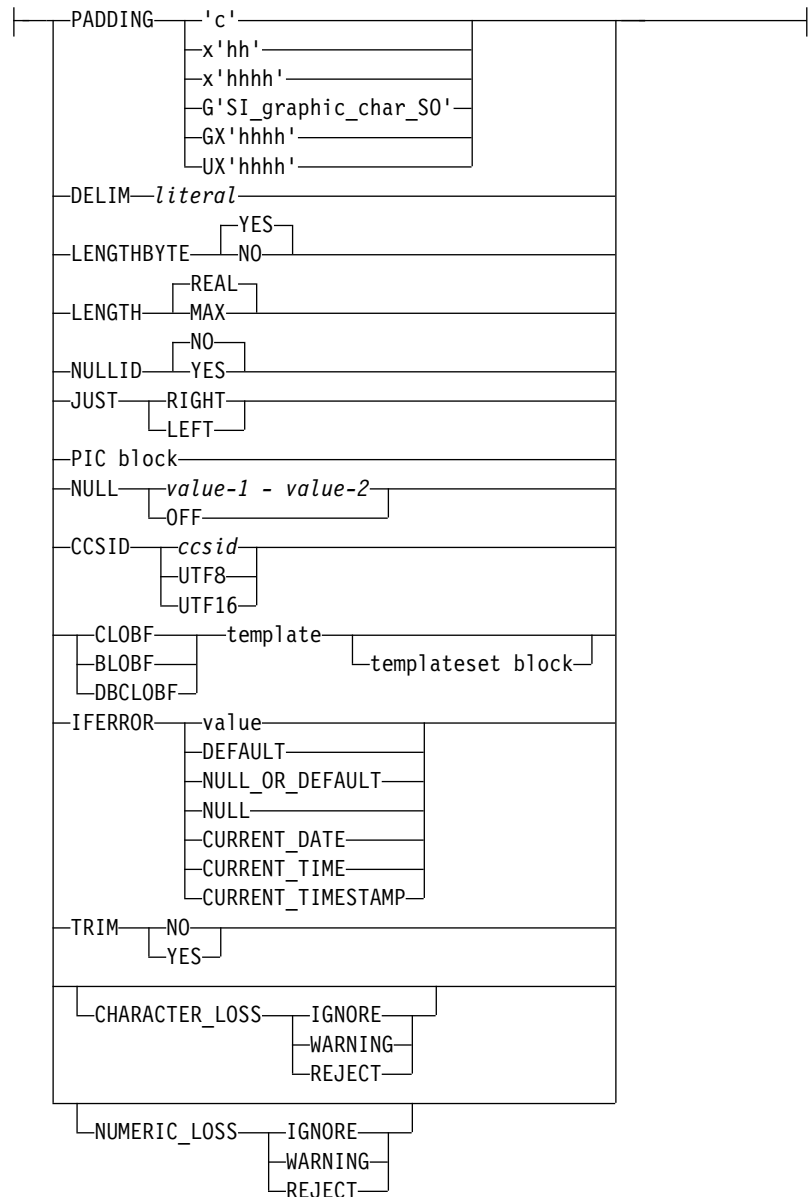 PADDING 'c'
x'hh'
x'hhhh'
G'SI_graphic_char_SO'
GX'hhhh'
UX'hhhh'
DELIM literal
YES
LENGTHBYTE NO
REAL
LENGTH MAX
NO
NULLID YES
JUST RIGHT
LEFT
PIC block
NULL value-1 - value-2
OFF
CCSID ccsid
UTF8
UTF16
CLOBF template
BLOBF templateset block
DBCLOBF
IFERROR value
DEFAULT
NULL_OR_DEFAULT
NULL
CURRENT_DATE
CURRENT_TIME
CURRENT_TIMESTAMP
TRIM NO
YES
CHARACTER_LOSS IGNORE
WARNING
REJECT
NUMERIC_LOSS IGNORE
WARNING
REJECT